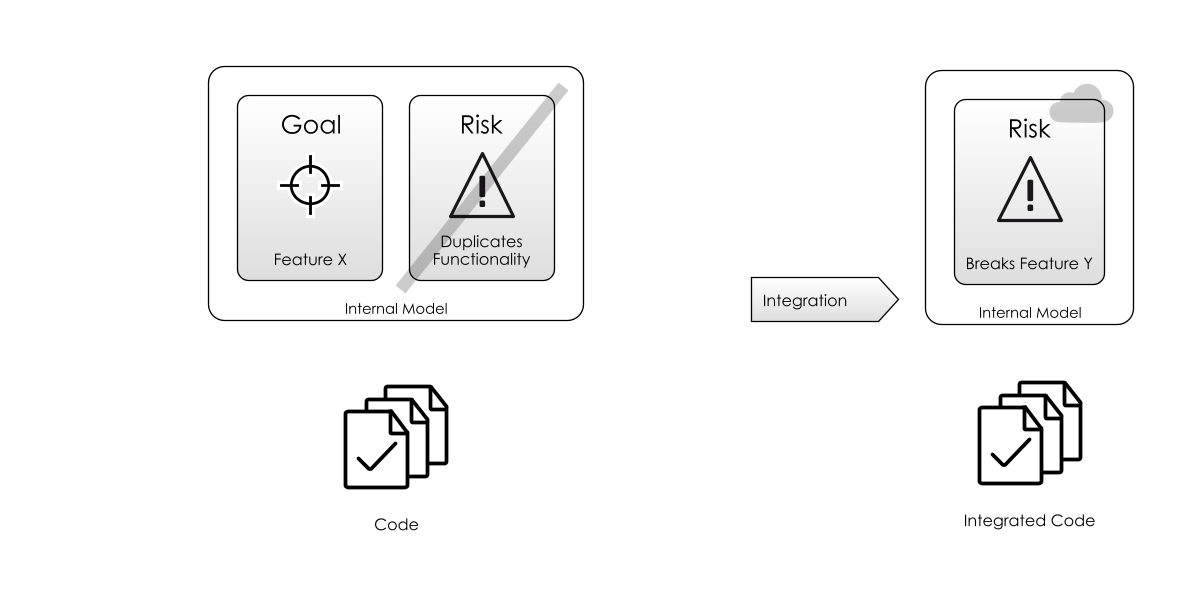 Goal
Feature X
Risk
Duplicates
Functionality
Internal Model
Code
Integration
Risk
Breaks Feature Y
Internal Model
Integrated Code